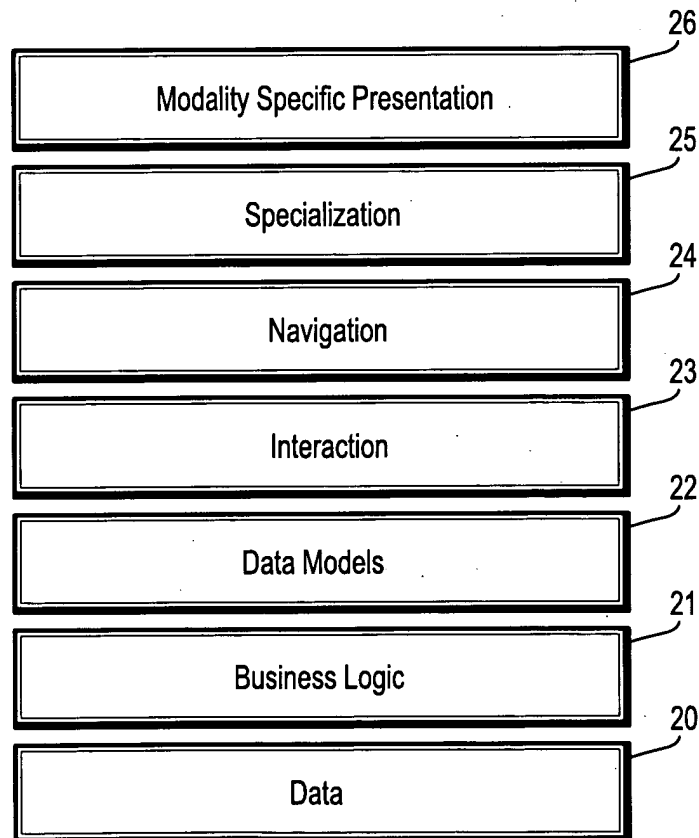 26
Modality Specific Presentation
25
Specialization
24
Navigation
23
Interaction
22
Data Models
21
Business Logic
20
Data